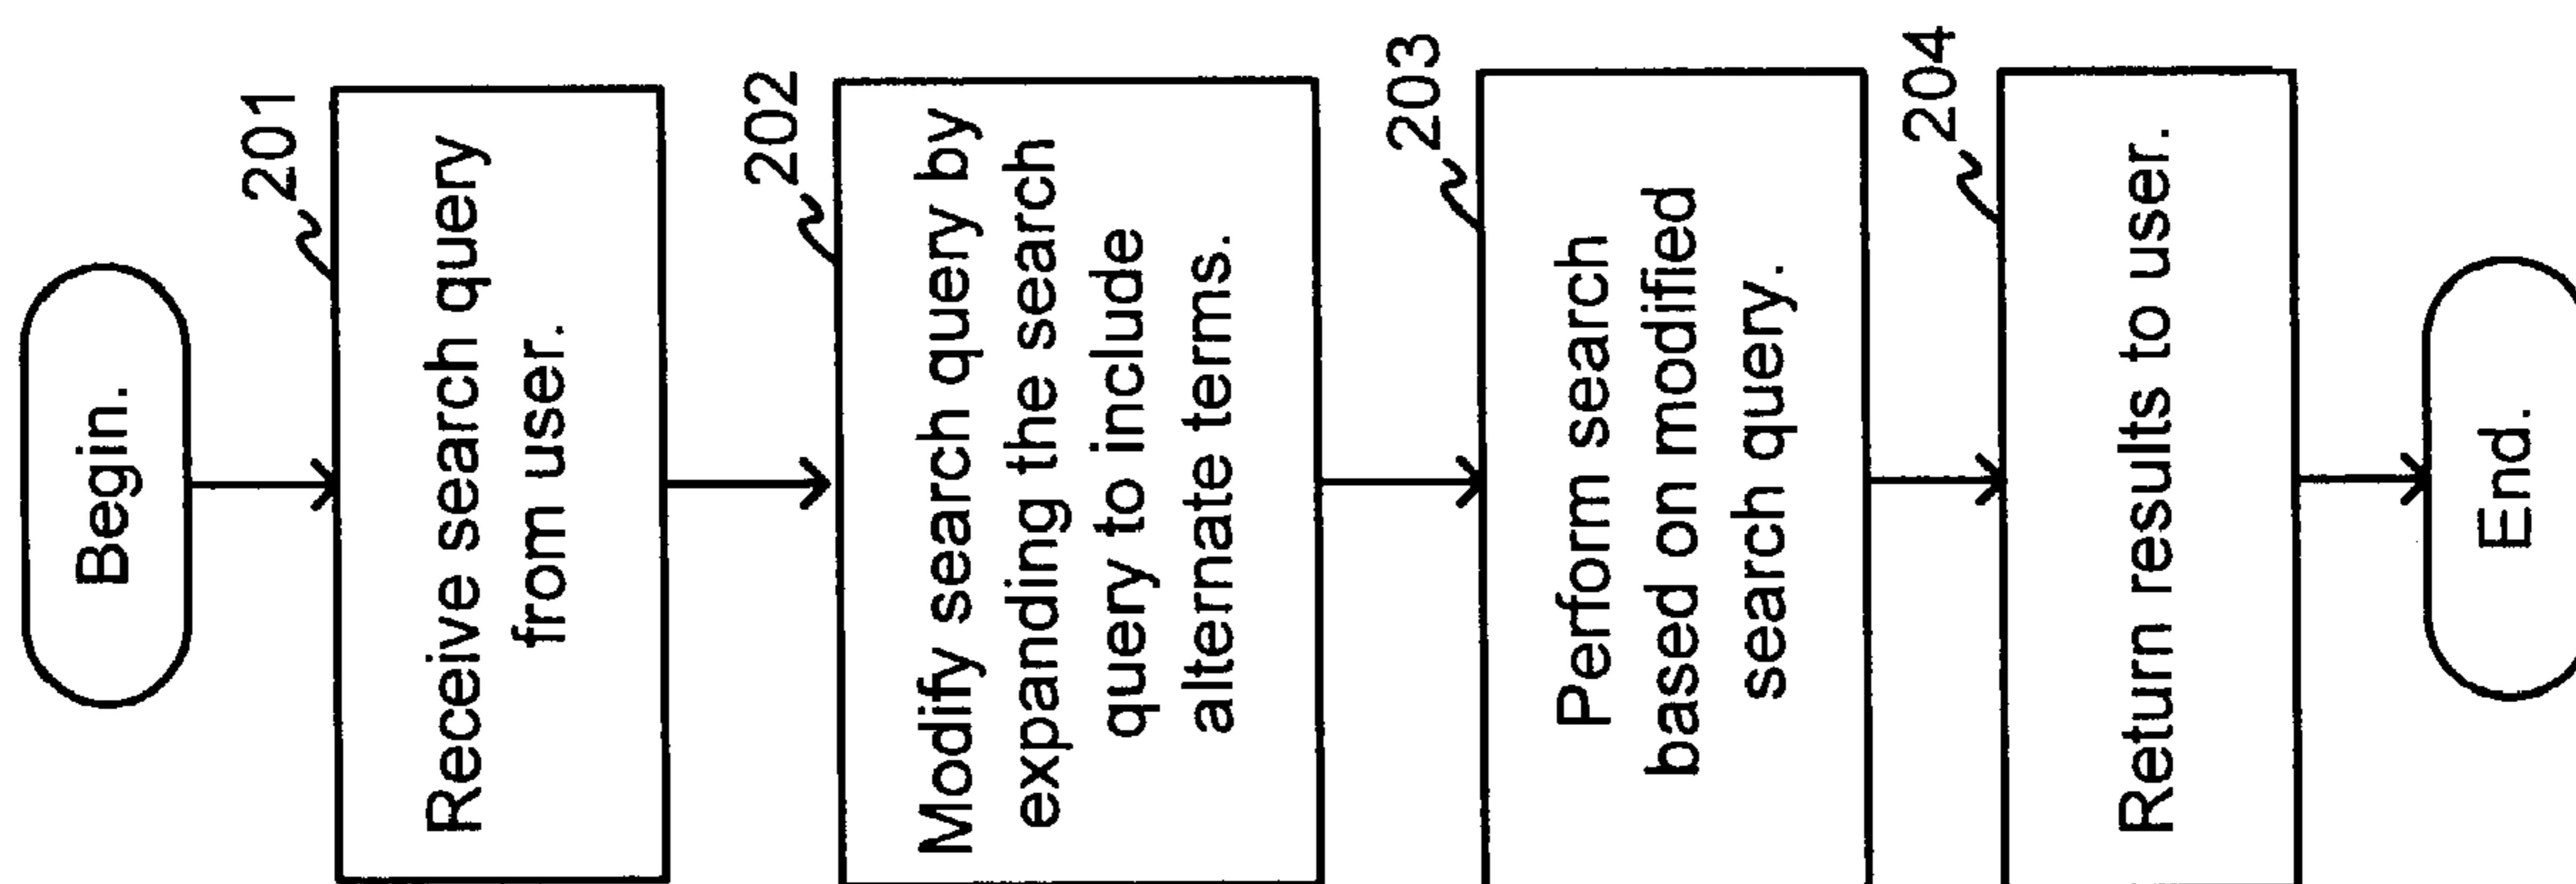 Begin.
201
Receive search query
from user.
202
Modify search query by
expanding the search
query to include
alternate terms.
203
Perform search
based on modified
search query.
204
Return results to user.
End.